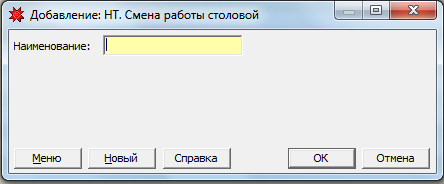 Добавление: НТ. Смена работы столовой
Наименование:
Меню Новый Справка ОК Отмена